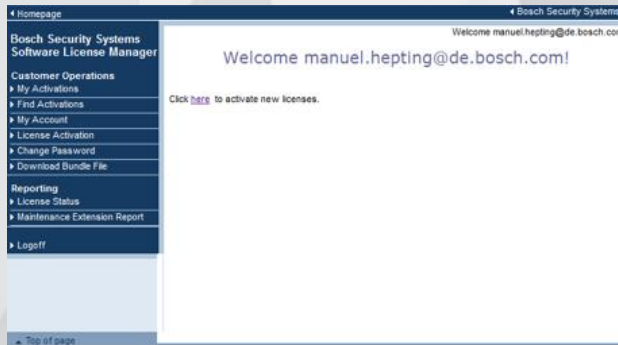 Homepage
Bosch Security Systems
Welcome manuel.hepting@de.bosch.com
Bosch Security Systems
Software License Manager
Welcome manuel.hepting@de.bosch.com!
Customer Operations
My Activations
Find Activations
Click here to activate new licenses.
My Account
License Activation
Change Password
Download Bundle File
Reporting
License Status
Maintenance Extension Report
Logoff
Top of page